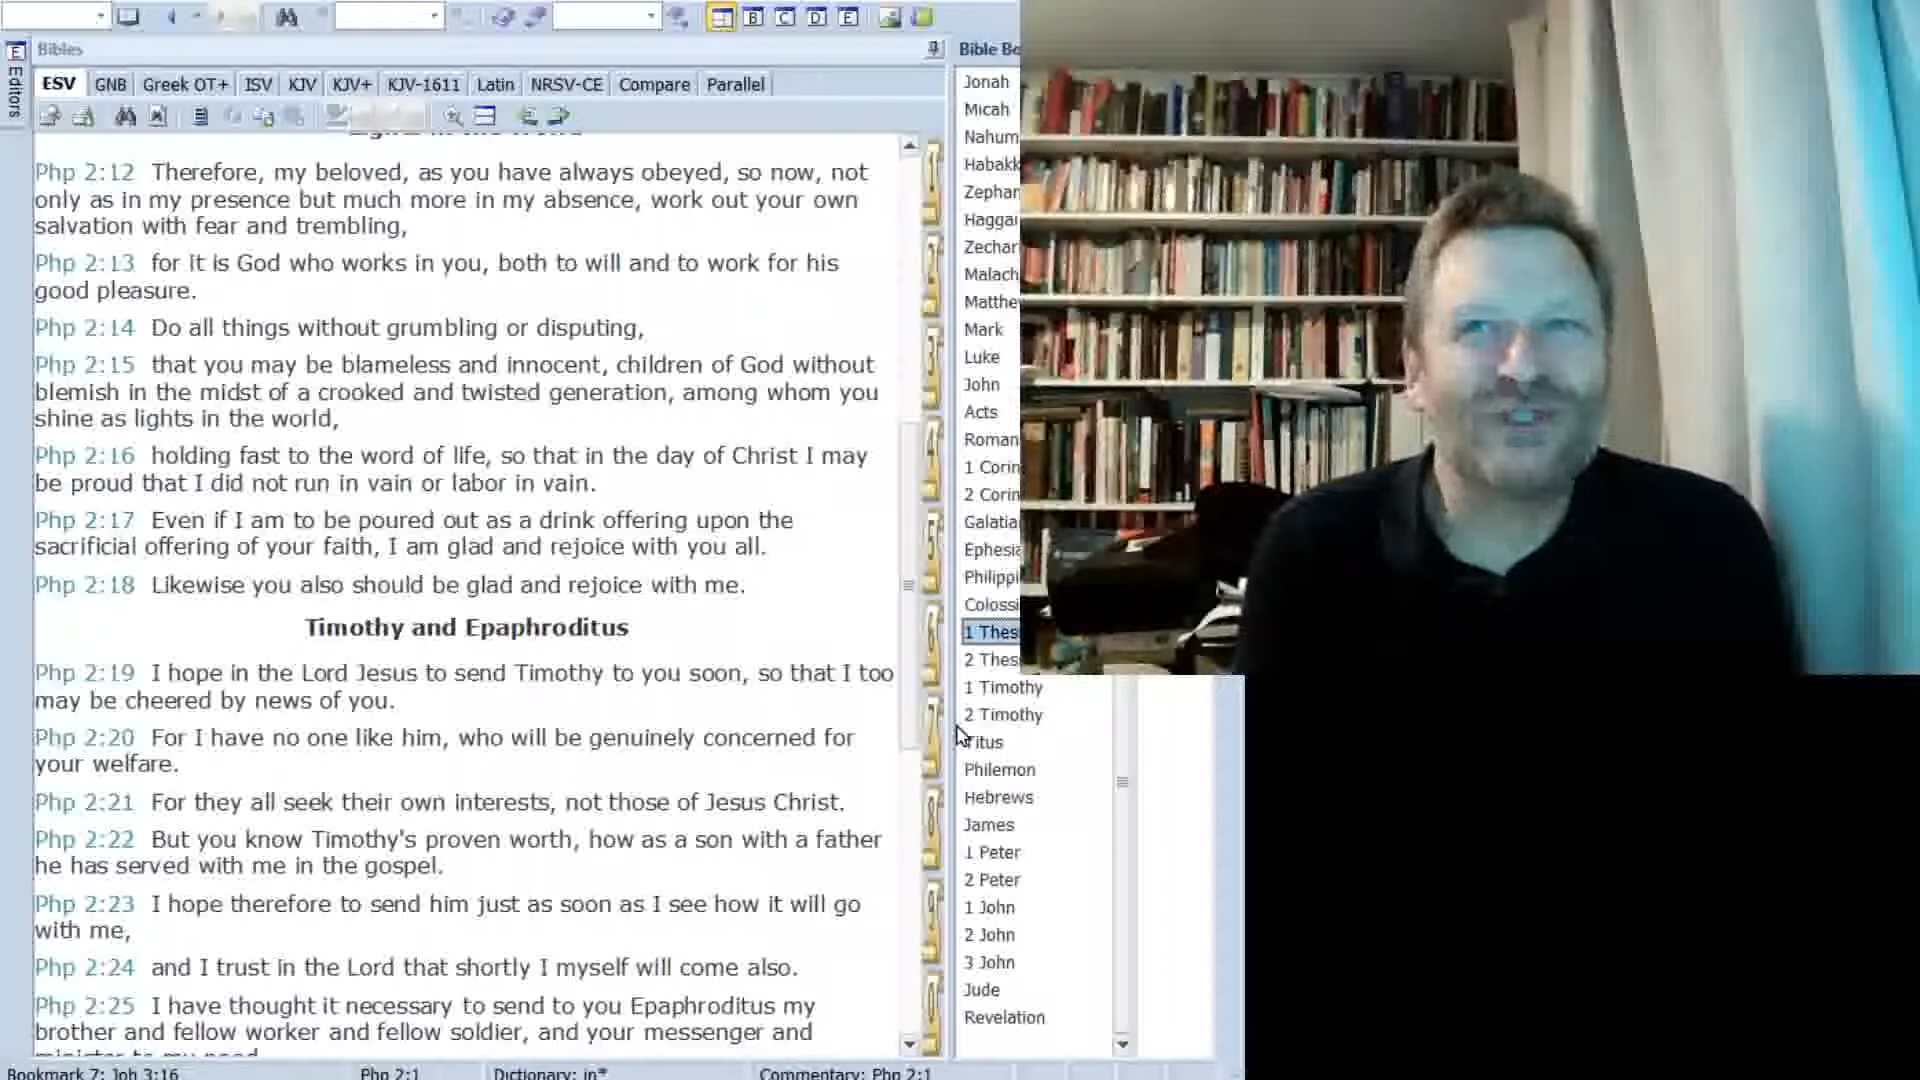 B C D E
E Editors
Bibles
Bible Bo
ESV GNB Greek OT+ ISV KJV KJV+ KJV-1611 Latin NRSV-CE Compare Parallel
Php 2:12 Therefore, my beloved, as you have always obeyed, so now, not
only as in my presence but much more in my absence, work out your own
salvation with fear and trembling,
Php 2:13 for it is God who works in you, both to will and to work for his
good pleasure.
Php 2:14 Do all things without grumbling or disputing,
Php 2:15 that you may be blameless and innocent, children of God without
blemish in the midst of a crooked and twisted generation, among whom you
shine as lights in the world,
Php 2:16 holding fast to the word of life, so that in the day of Christ I may
be proud that I did not run in vain or labor in vain.
Php 2:17 Even if I am to be poured out as a drink offering upon the
sacrificial offering of your faith, I am glad and rejoice with you all.
Php 2:18 Likewise you also should be glad and rejoice with me.
Timothy and Epaphroditus
Php 2:19 I hope in the Lord Jesus to send Timothy to you soon, so that I too
may be cheered by news of you.
Php 2:20 For I have no one like him, who will be genuinely concerned for
your welfare.
Php 2:21 For they all seek their own interests, not those of Jesus Christ.
Php 2:22 But you know Timothy's proven worth, how as a son with a father
he has served with me in the gospel.
Php 2:23 I hope therefore to send him just as soon as I see how it will go
with me,
Php 2:24 and I trust in the Lord that shortly I myself will come also.
Php 2:25 I have thought it necessary to send to you Epaphroditus my
brother and fellow worker and fellow soldier, and your messenger and
1
2
3
4
5
6
7
8
9
0
Jonah
Micah
Nahum
Habakk
Zephan
Haggai
Zechar
Malach
Matthe
Mark
Luke
John
Acts
Roman
1 Corin
2 Corin
Galatia
Ephesia
Philippi
Colossi
1 Thes
2 Thes
1 Timothy
2 Timothy
Titus
Philemon
Hebrews
James
1 Peter
2 Peter
1 John
2 John
3 John
Jude
Revelation
Bookmark 7: Joh 3:16 Php 2:1 Dictionary: in* Commentary: Php 2:1